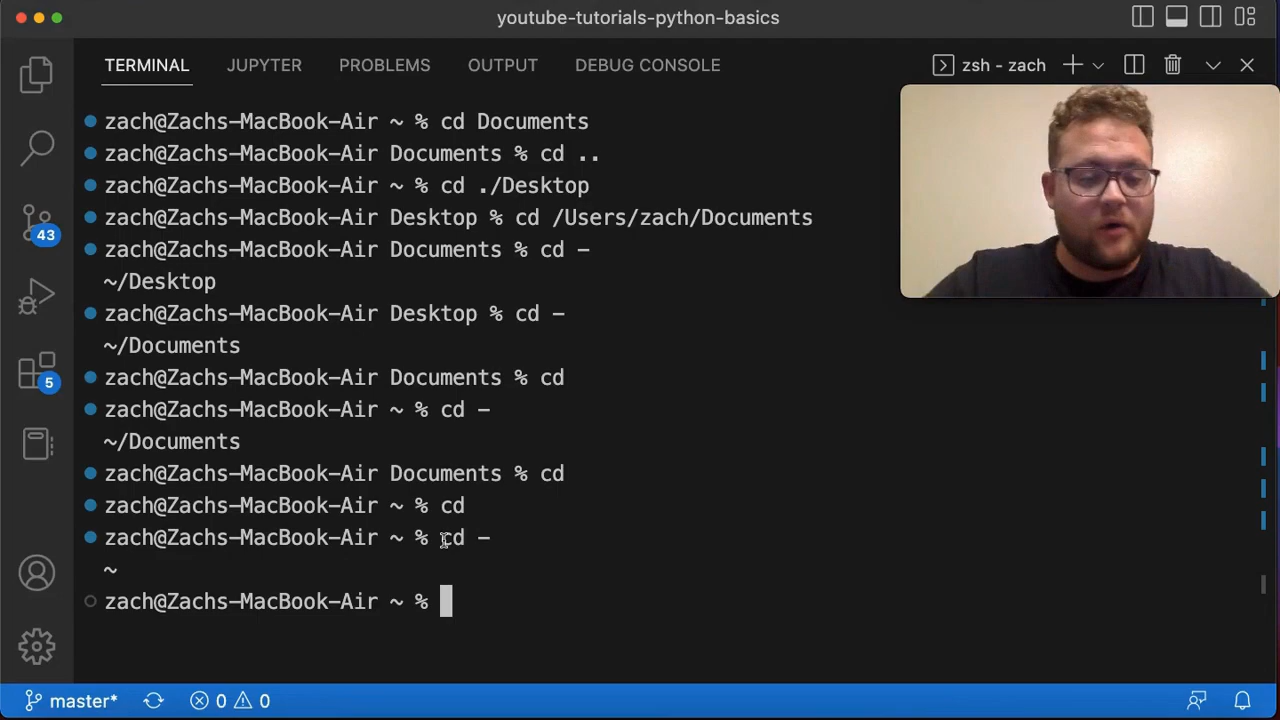 youtube-tutorials-python-basics
TERMINAL JUPYTER PROBLEMS OUTPUT DEBUG CONSOLE zsh - zach
zach@Zachs-MacBook-Air ~ % cd Documents
zach@Zachs-MacBook-Air Documents % cd ..
zach@Zachs-MacBook-Air ~ % cd ./Desktop
zach@Zachs-MacBook-Air Desktop % cd /Users/zach/Documents
zach@Zachs-MacBook-Air Documents % cd -
~/Desktop
zach@Zachs-MacBook-Air Desktop % cd -
~/Documents
zach@Zachs-MacBook-Air Documents % cd
zach@Zachs-MacBook-Air ~ % cd -
~/Documents
zach@Zachs-MacBook-Air Documents % cd
zach@Zachs-MacBook-Air ~ % cd
zach@Zachs-MacBook-Air ~ % cd -
~
zach@Zachs-MacBook-Air ~ %
43
5
master* 0 0